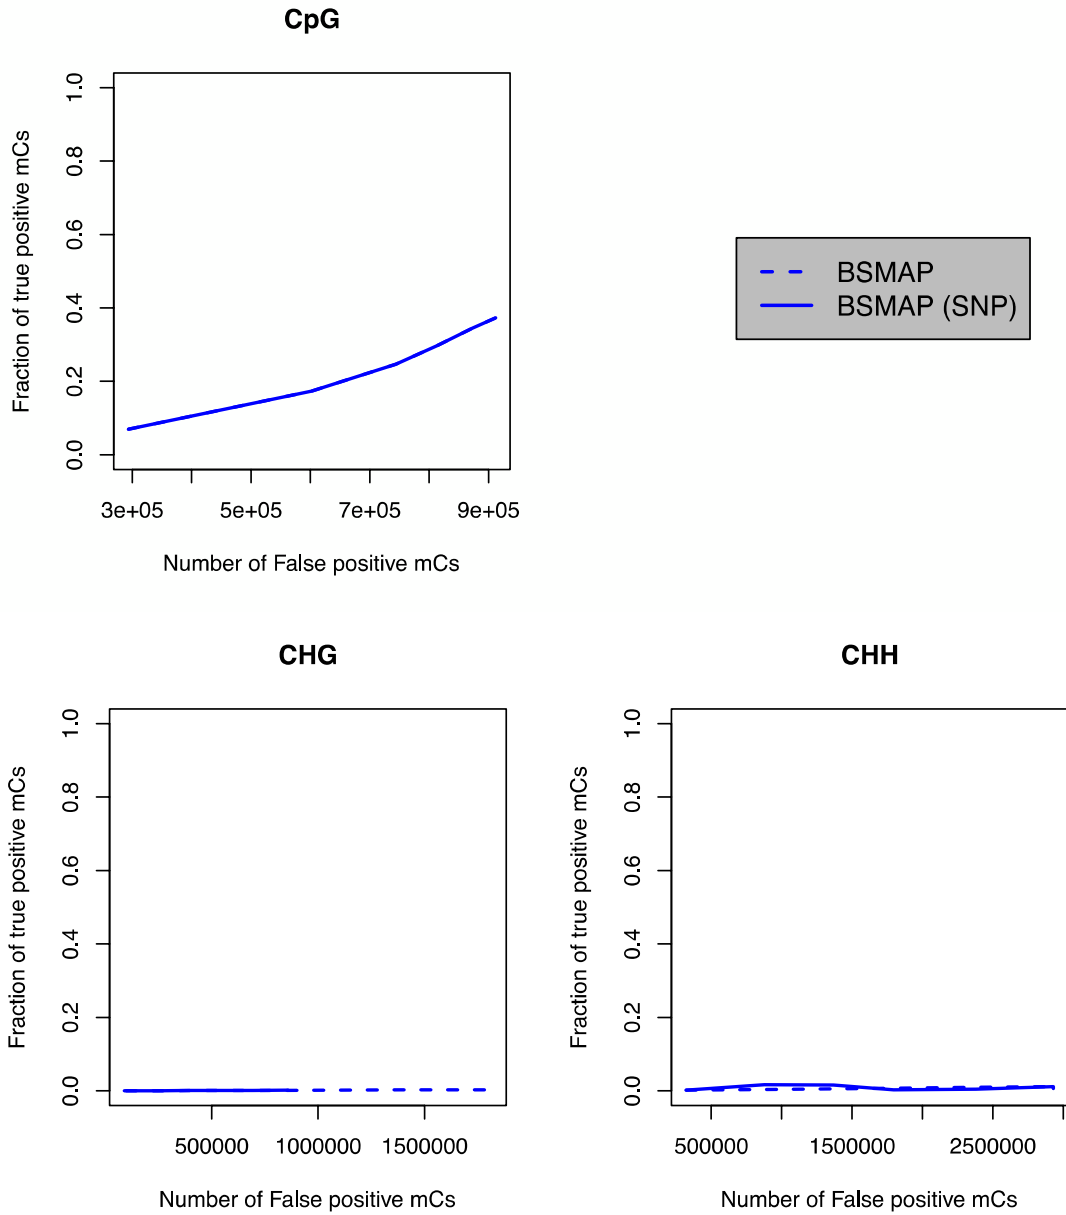 CpG
Fraction of true positive mCs
1.0
0.8
0.6
0.4
0.2
0.0
3e+05 5e+05 7e+05 9e+05
Number of False positive mCs
BSMAP
BSMAP (SNP)
CHG
Fraction of true positive mCs
1.0
0.8
0.6
0.4
0.2
0.0
500000 1000000 1500000
Number of False positive mCs
CHH
Fraction of true positive mCs
1.0
0.8
0.6
0.4
0.2
0.0
500000 1500000 2500000
Number of False positive mCs